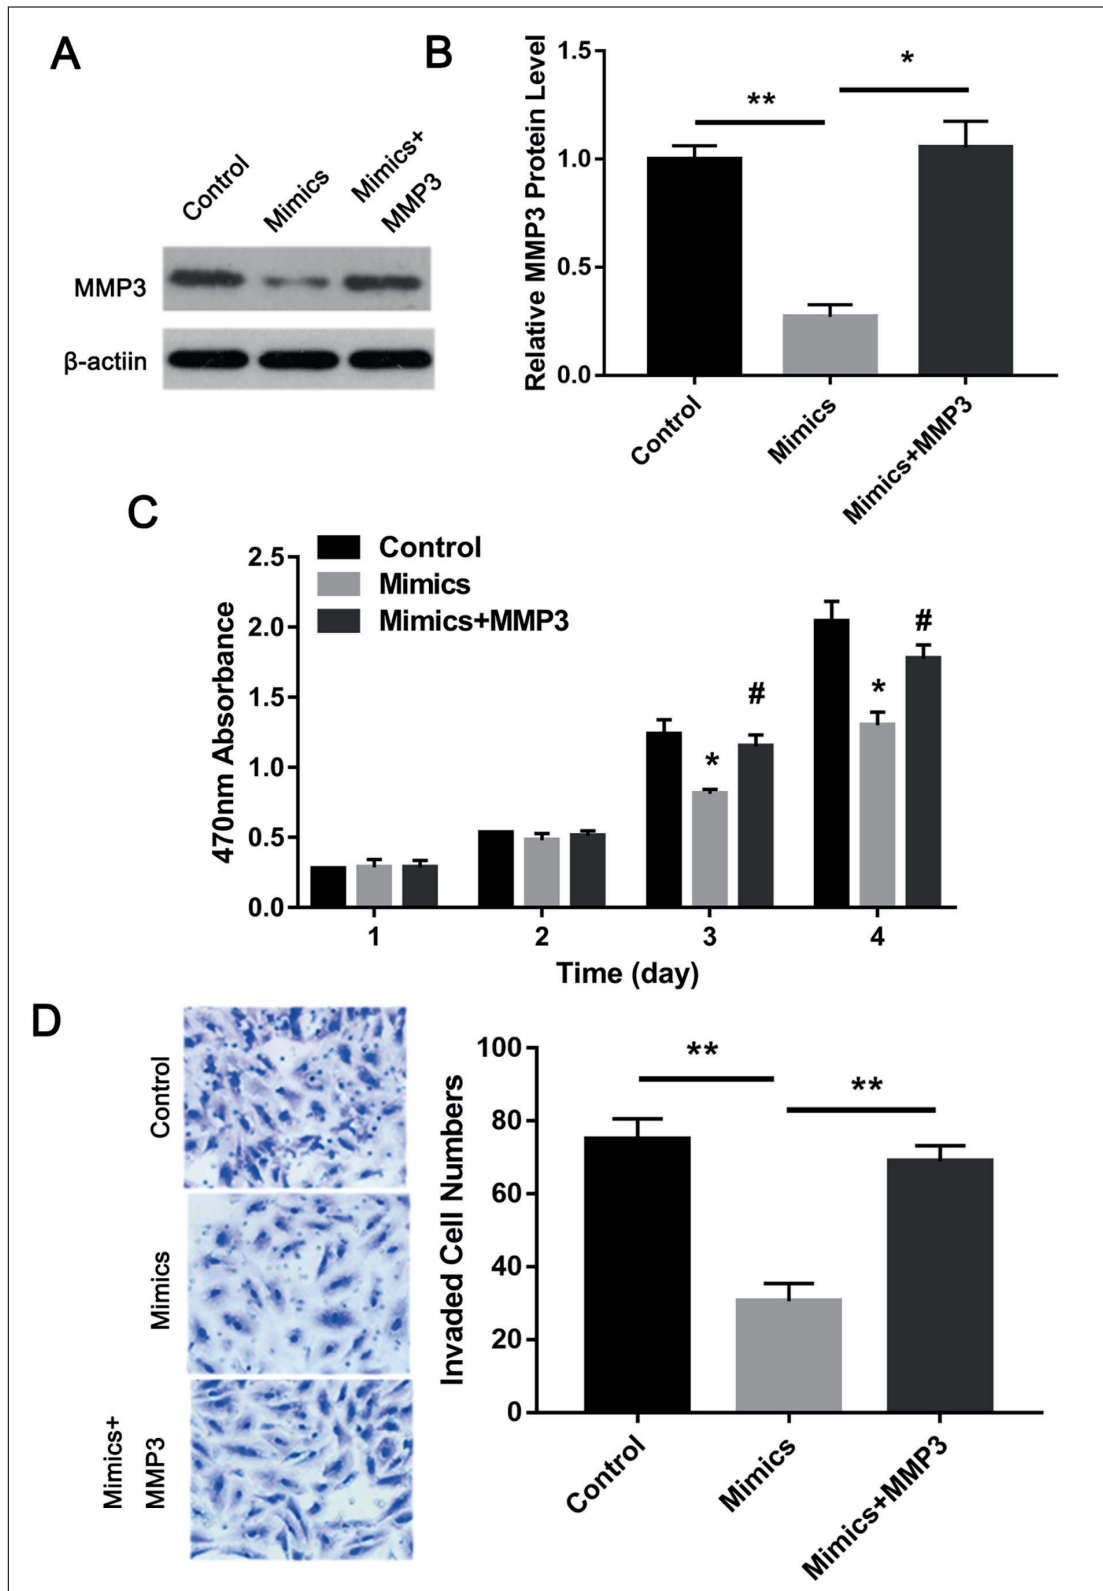 A
Control
Mimics
Mimics+
MMP3
MMP3
β-actiin
B
Relative MMP3 Protein Level
1.5
1.0
0.5
0.0
**
*
Control
Mimics
Mimics+MMP3
C
Control
Mimics
Mimics+MMP3
470nm Absorbance
2.5
2.0
1.5
1.0
0.5
0.0
*
#
*
#
1 2 3 4
Time (day)
D
Control
Mimics
Mimics+
MMP3
Invaded Cell Numbers
100
80
60
40
20
0
**
**
Control
Mimics
Mimics+MMP3